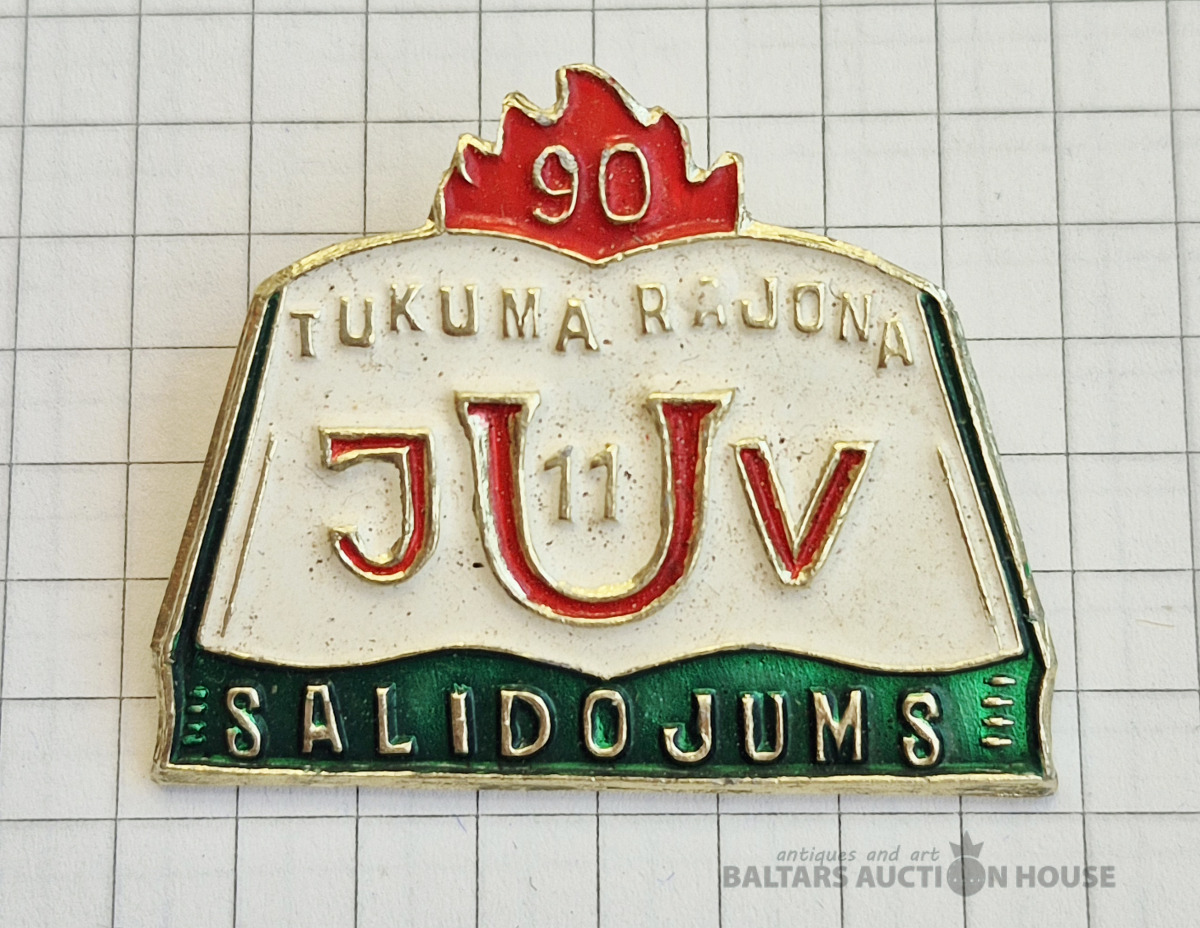 90
TUKUMA RAJONA
JUV
11
SALIDOJUMS
antiques and art
BALTARS AUCTION HOUSE